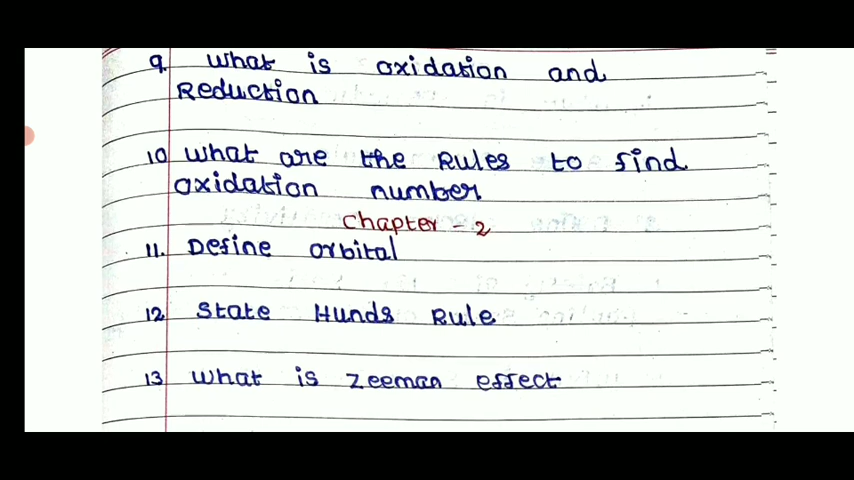 9. What is oxidation and
Reduction
10 What are the Rules to find
oxidation number
Chapter - 2
11. Define orbital
12 State Hunds Rule
13 What is Zeeman effect